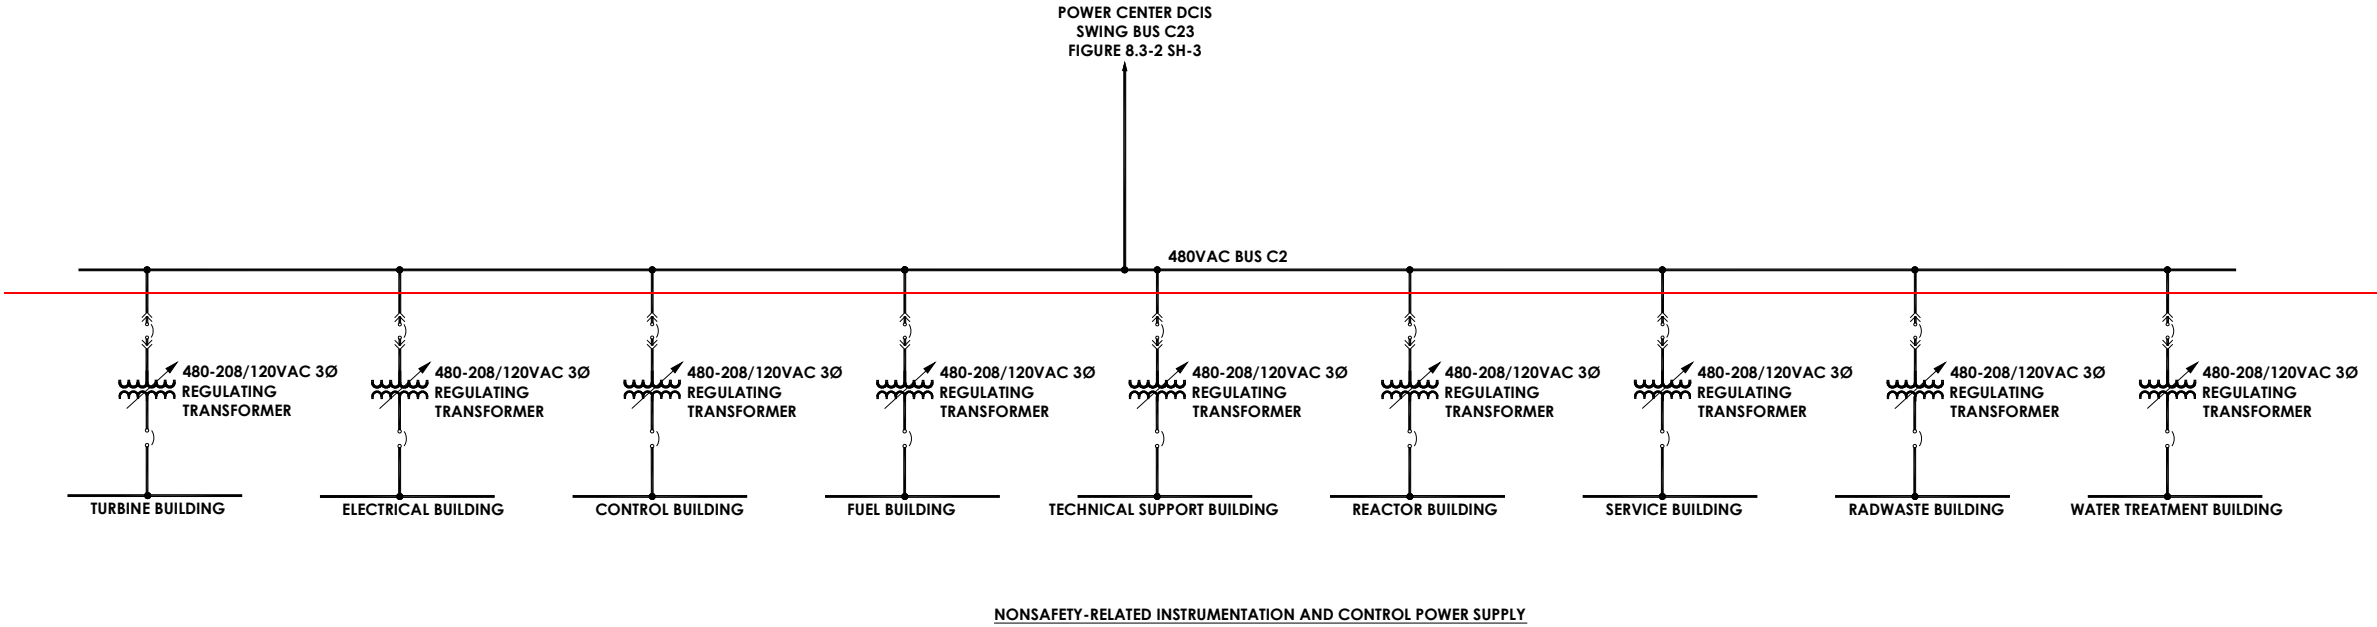 POWER CENTER DCIS
SWING BUS C23
FIGURE 8.3-2 SH-3
480VAC BUS C2
480-208/120VAC 3Ø
REGULATING
TRANSFORMER
480-208/120VAC 3Ø
REGULATING
TRANSFORMER
480-208/120VAC 3Ø
REGULATING
TRANSFORMER
480-208/120VAC 3Ø
REGULATING
TRANSFORMER
480-208/120VAC 3Ø
REGULATING
TRANSFORMER
480-208/120VAC 3Ø
REGULATING
TRANSFORMER
480-208/120VAC 3Ø
REGULATING
TRANSFORMER
480-208/120VAC 3Ø
REGULATING
TRANSFORMER
480-208/120VAC 3Ø
REGULATING
TRANSFORMER
TURBINE BUILDING
ELECTRICAL BUILDING
CONTROL BUILDING
FUEL BUILDING
TECHNICAL SUPPORT BUILDING
REACTOR BUILDING
SERVICE BUILDING
RADWASTE BUILDING
WATER TREATMENT BUILDING
NONSAFETY-RELATED INSTRUMENTATION AND CONTROL POWER SUPPLY